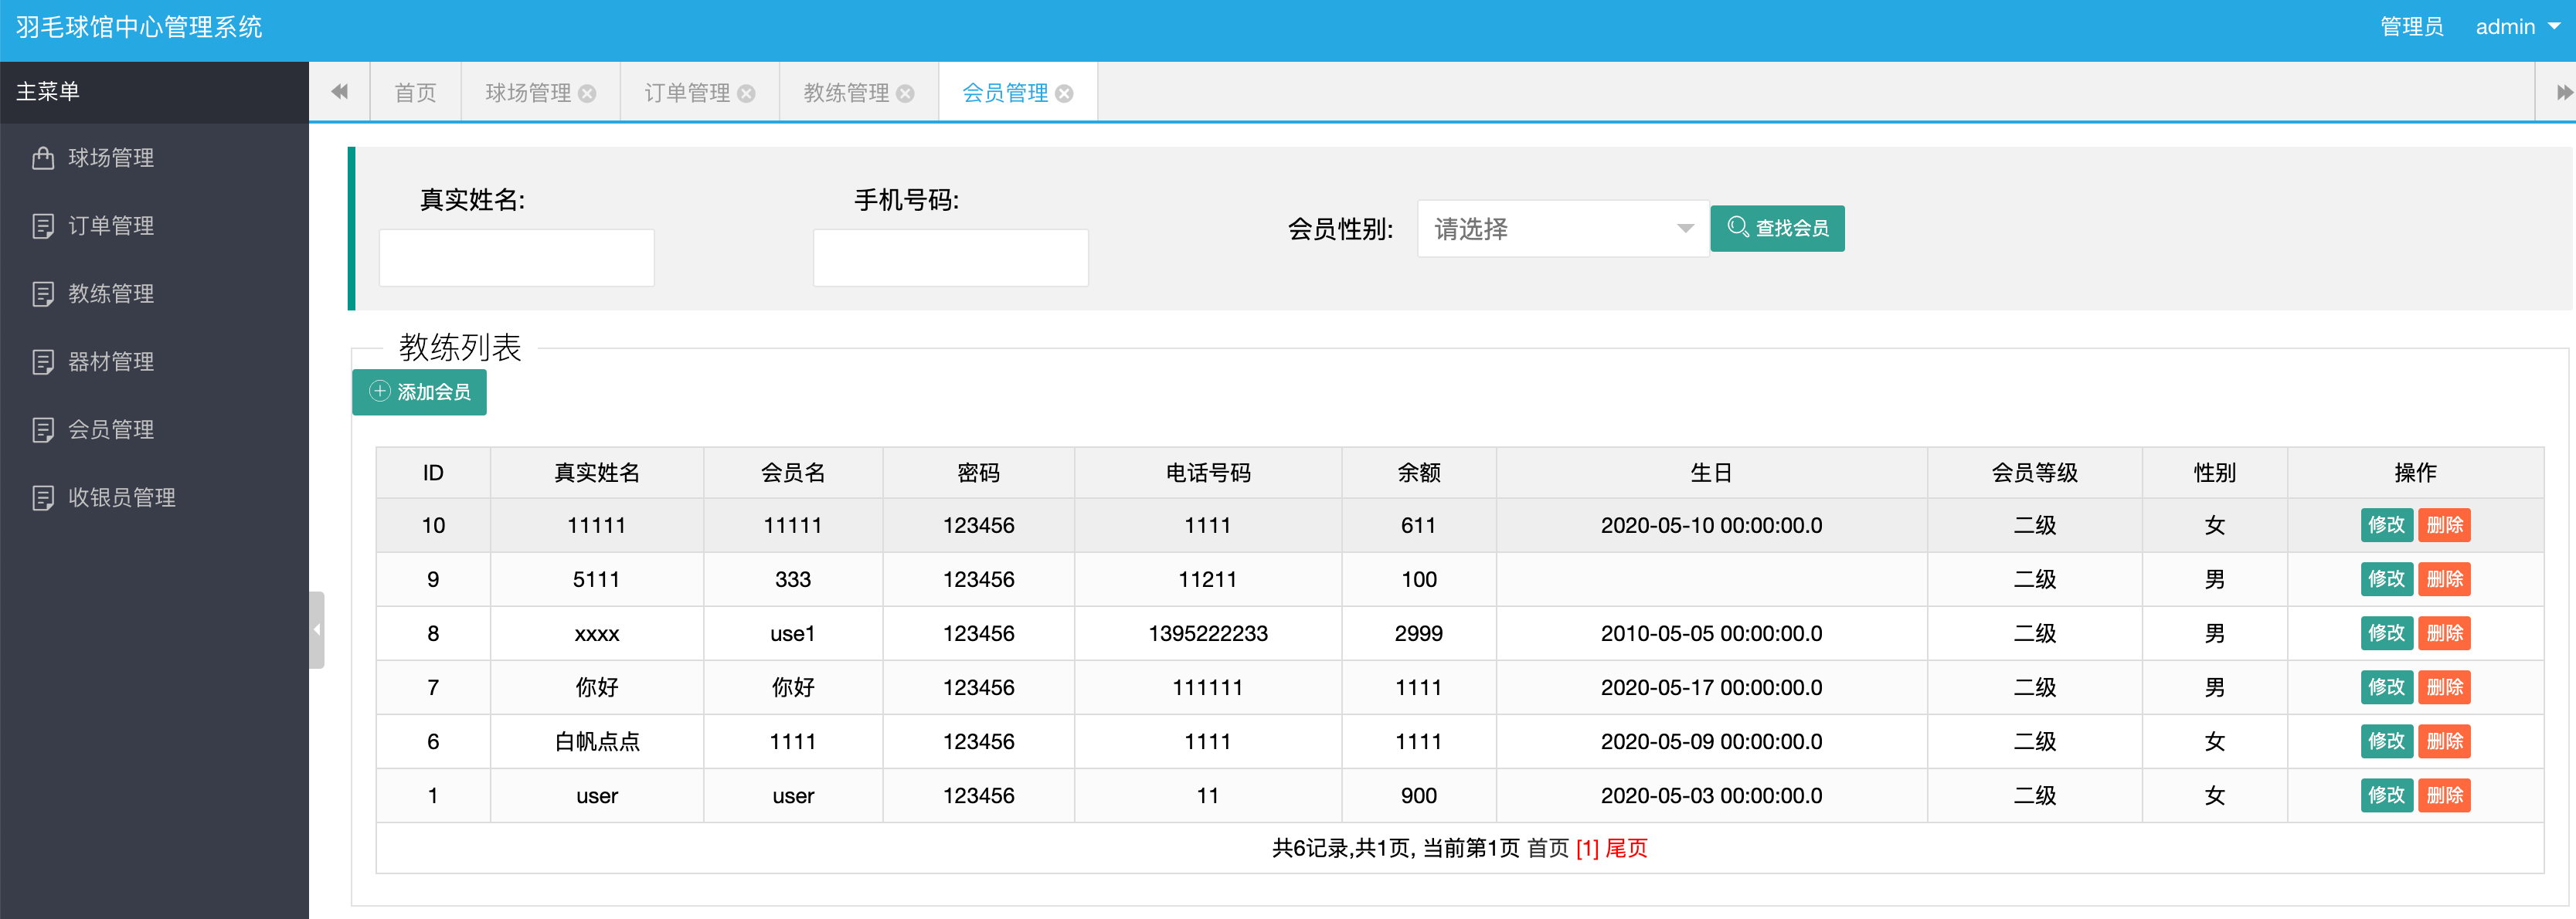 羽毛球馆中心管理系统 管理员 admin
主菜单 首页 球场管理 订单管理 教练管理 会员管理
球场管理
订单管理
教练管理
器材管理
会员管理
收银员管理
真实姓名: 手机号码:
会员性别: 请选择 查找会员
教练列表
添加会员
ID 真实姓名 会员名 密码 电话号码 余额 生日 会员等级 性别 操作
10 11111 11111 123456 1111 611 2020-05-10 00:00:00.0 二级 女 修改 删除
9 5111 333 123456 11211 100 二级 男 修改 删除
8 xxxx use1 123456 1395222233 2999 2010-05-05 00:00:00.0 二级 男 修改 删除
7 你好 你好 123456 111111 1111 2020-05-17 00:00:00.0 二级 男 修改 删除
6 白帆点点 1111 123456 1111 1111 2020-05-09 00:00:00.0 二级 女 修改 删除
1 user user 123456 11 900 2020-05-03 00:00:00.0 二级 女 修改 删除
共6记录,共1页, 当前第1页 首页 [1] 尾页